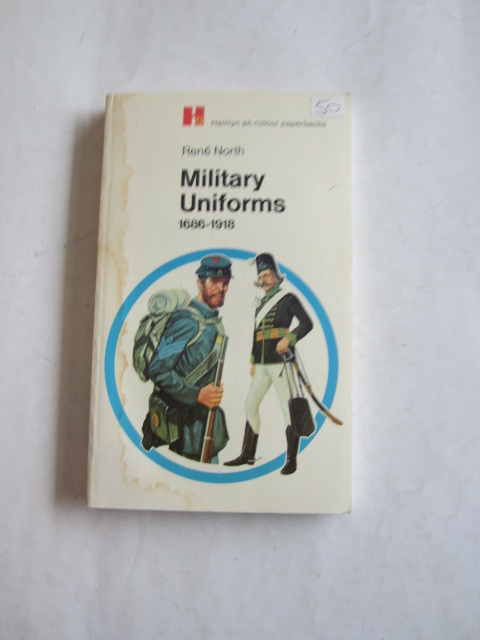 50
Hamlyn all-colour paperbacks
René North
Military
Uniforms
1686-1918